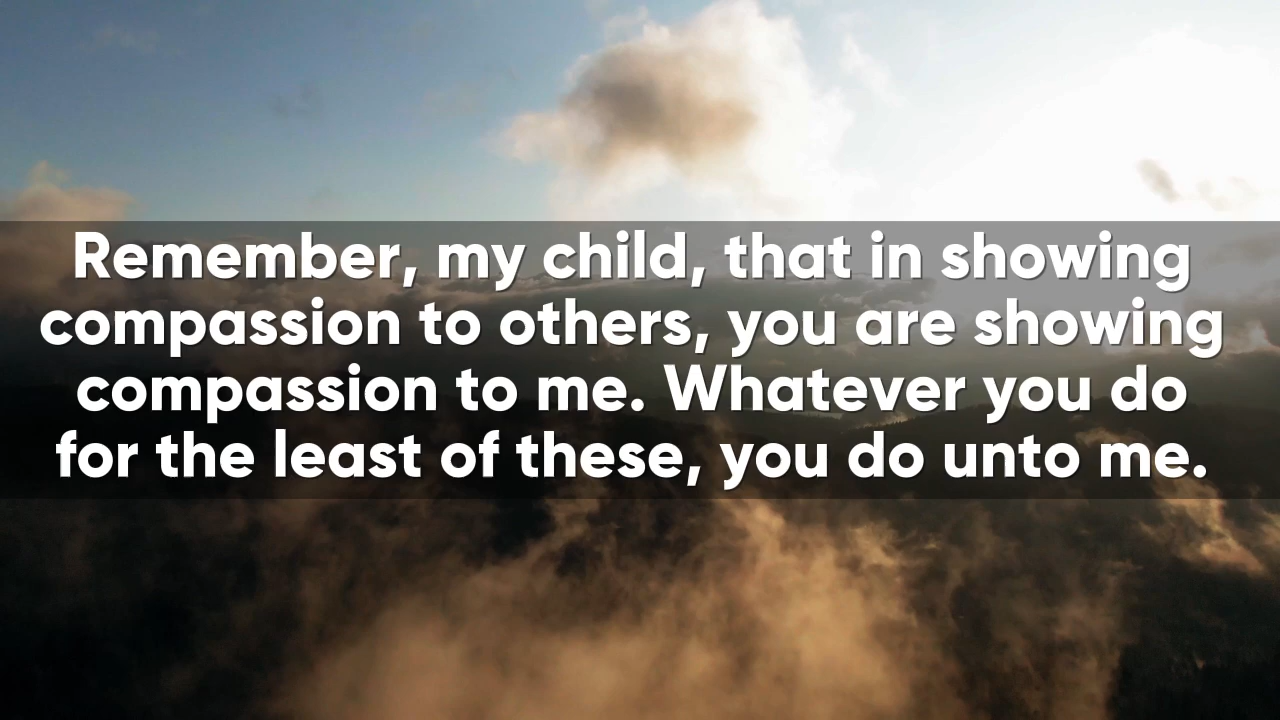 Remember, my child, that in showing
compassion to others, you are showing
compassion to me. Whatever you do
for the least of these, you do unto me.